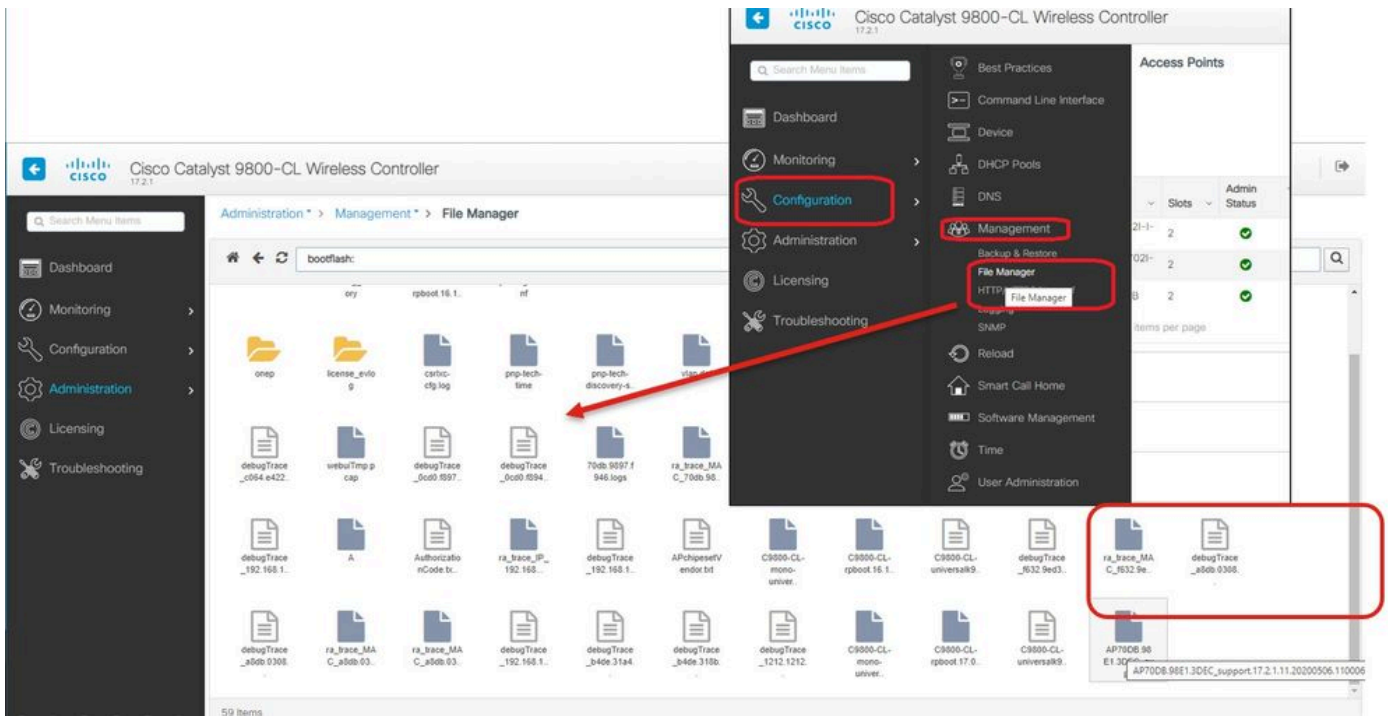 CISCO
Cisco Catalyst 9800-CL Wireless Controller
17.2.1
Search Menu Items
Dashboard
Monitoring
Configuration
Administration
Licensing
Troubleshooting
Best Practices
Command Line Interface
Device
DHCP Pools
DNS
Management
Backup & Restore
File Manager
File Manager
SNMP
Reload
Smart Call Home
Software Management
Time
User Administration
Access Points
Slots
Admin
Status
2
2
2
items per page
CISCO
Cisco Catalyst 9800-CL Wireless Controller
17.2.1
Search Menu Items
Dashboard
Monitoring
Configuration
Administration
Licensing
Troubleshooting
Administration * > Management * > File Manager
bootflash:
ory
rpboot.16.1..
nf
onep
license_evlo
g
csrlxc-
cfg.log
pnp-tech-
time
pnp-tech-
discovery-s..
debugTrace
_c064.e422..
webuiTmp.p
cap
debugTrace
_0cd0.f897..
debugTrace
_0cd0.f894..
70db.9897.f
946.logs
ra_trace_MA
C_70db.98..
debugTrace
_192.168.1..
A
Authorizatio
nCode.tx..
ra_trace_IP_
192.168...
debugTrace
_192.168.1..
APchipesetV
endor.txt
C9800-CL-
mono-
univer..
C9800-CL-
rpboot.16.1..
C9800-CL-
universalk9..
debugTrace
_f632.9ed3..
ra_trace_MA
C_f632.9e..
debugTrace
_a8db.0308.
debugTrace
_a8db.0308.
ra_trace_MA
C_a8db.03..
ra_trace_MA
C_a8db.03..
debugTrace
_192.168.1..
debugTrace
_b4de.31a4.
debugTrace
_b4de.318b.
debugTrace
_1212.1212.
C9800-CL-
mono-
univer..
C9800-CL-
rpboot.17.0..
C9800-CL-
universalk9..
AP70DB.98
AP70DB.98E1.3DEC_support.17.2.1.11.20200506.110006
59 Items